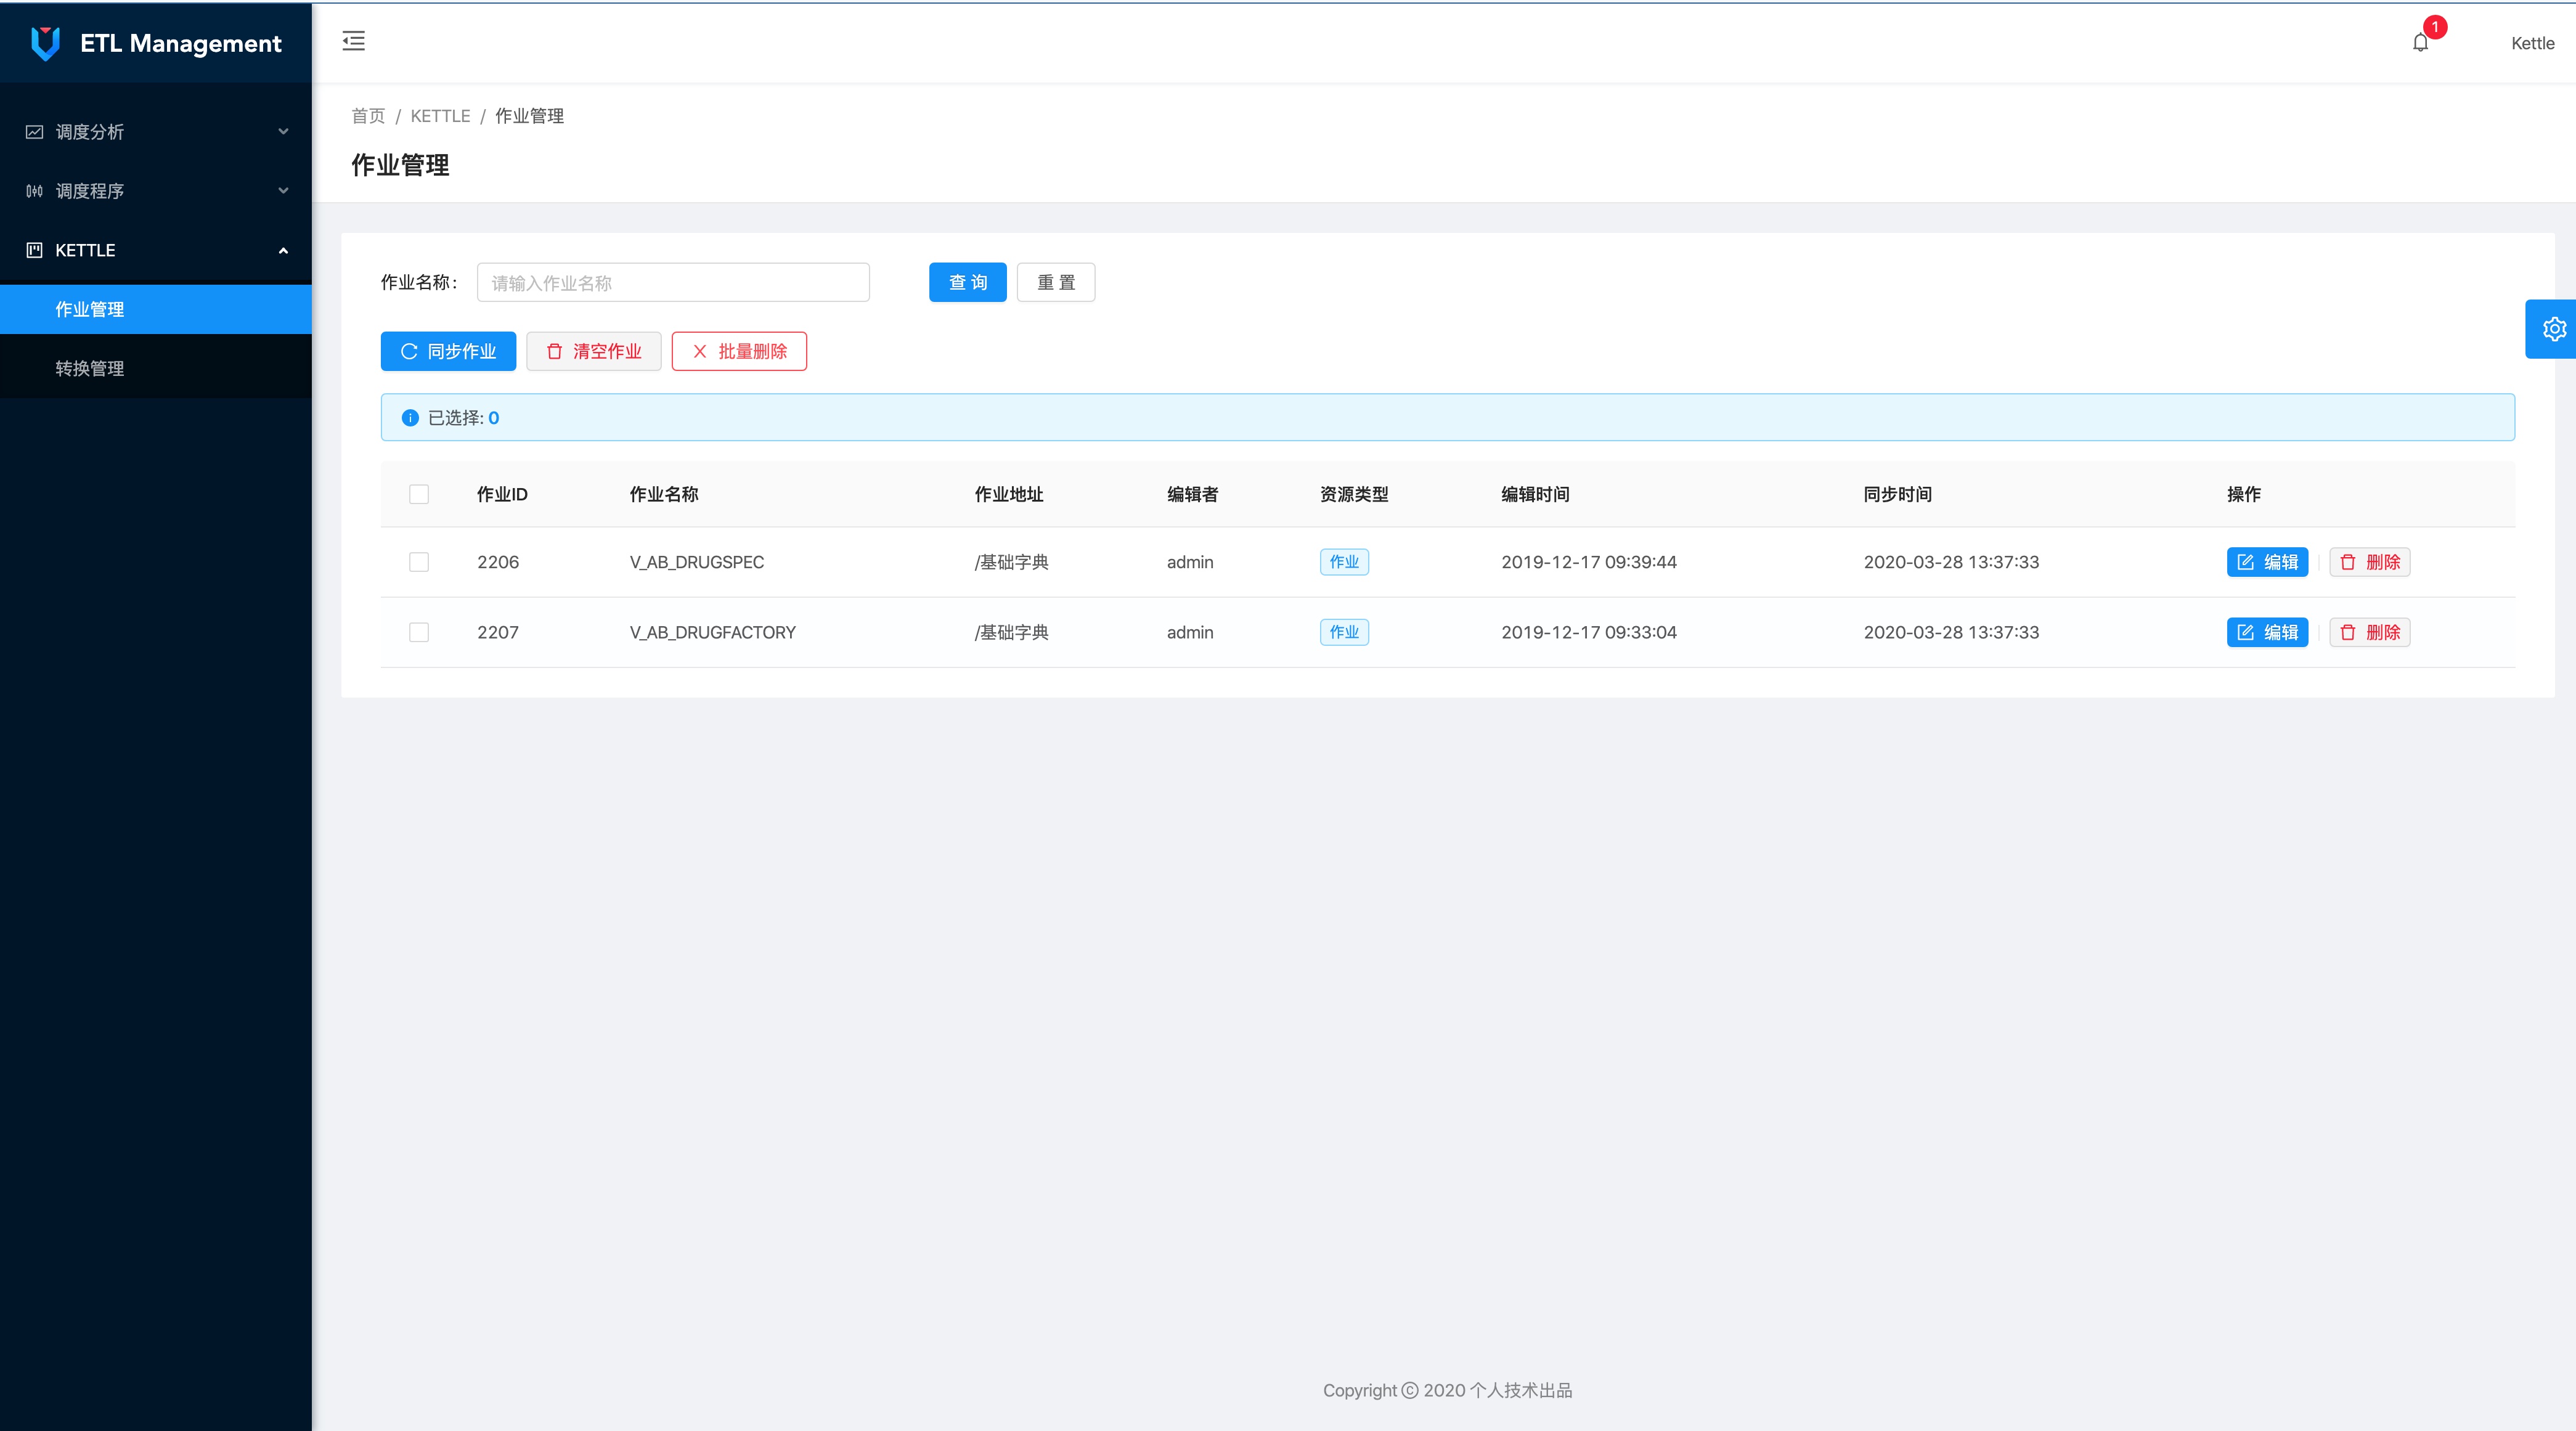 ETL Management
1
Kettle
调度分析
调度程序
KETTLE
作业管理
转换管理
首页 / KETTLE / 作业管理
作业管理
作业名称: 请输入作业名称 查 询 重 置
同步作业 清空作业 批量删除
已选择: 0
作业ID 作业名称 作业地址 编辑者 资源类型 编辑时间 同步时间 操作
2206 V_AB_DRUGSPEC /基础字典 admin 作业 2019-12-17 09:39:44 2020-03-28 13:37:33 编辑 删除
2207 V_AB_DRUGFACTORY /基础字典 admin 作业 2019-12-17 09:33:04 2020-03-28 13:37:33 编辑 删除
Copyright © 2020 个人技术出品